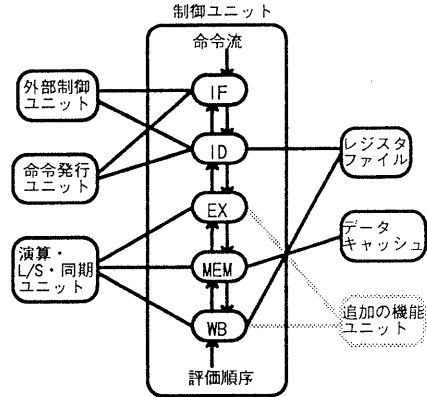 制御ユニット
命令流
外部制御
ユニット
IF
命令発行
ユニット
ID
レジスタ
ファイル
EX
演算・
L/S・同期
ユニット
MEM
データ
キャッシュ
WB
追加の機能
ユニット
評価順序